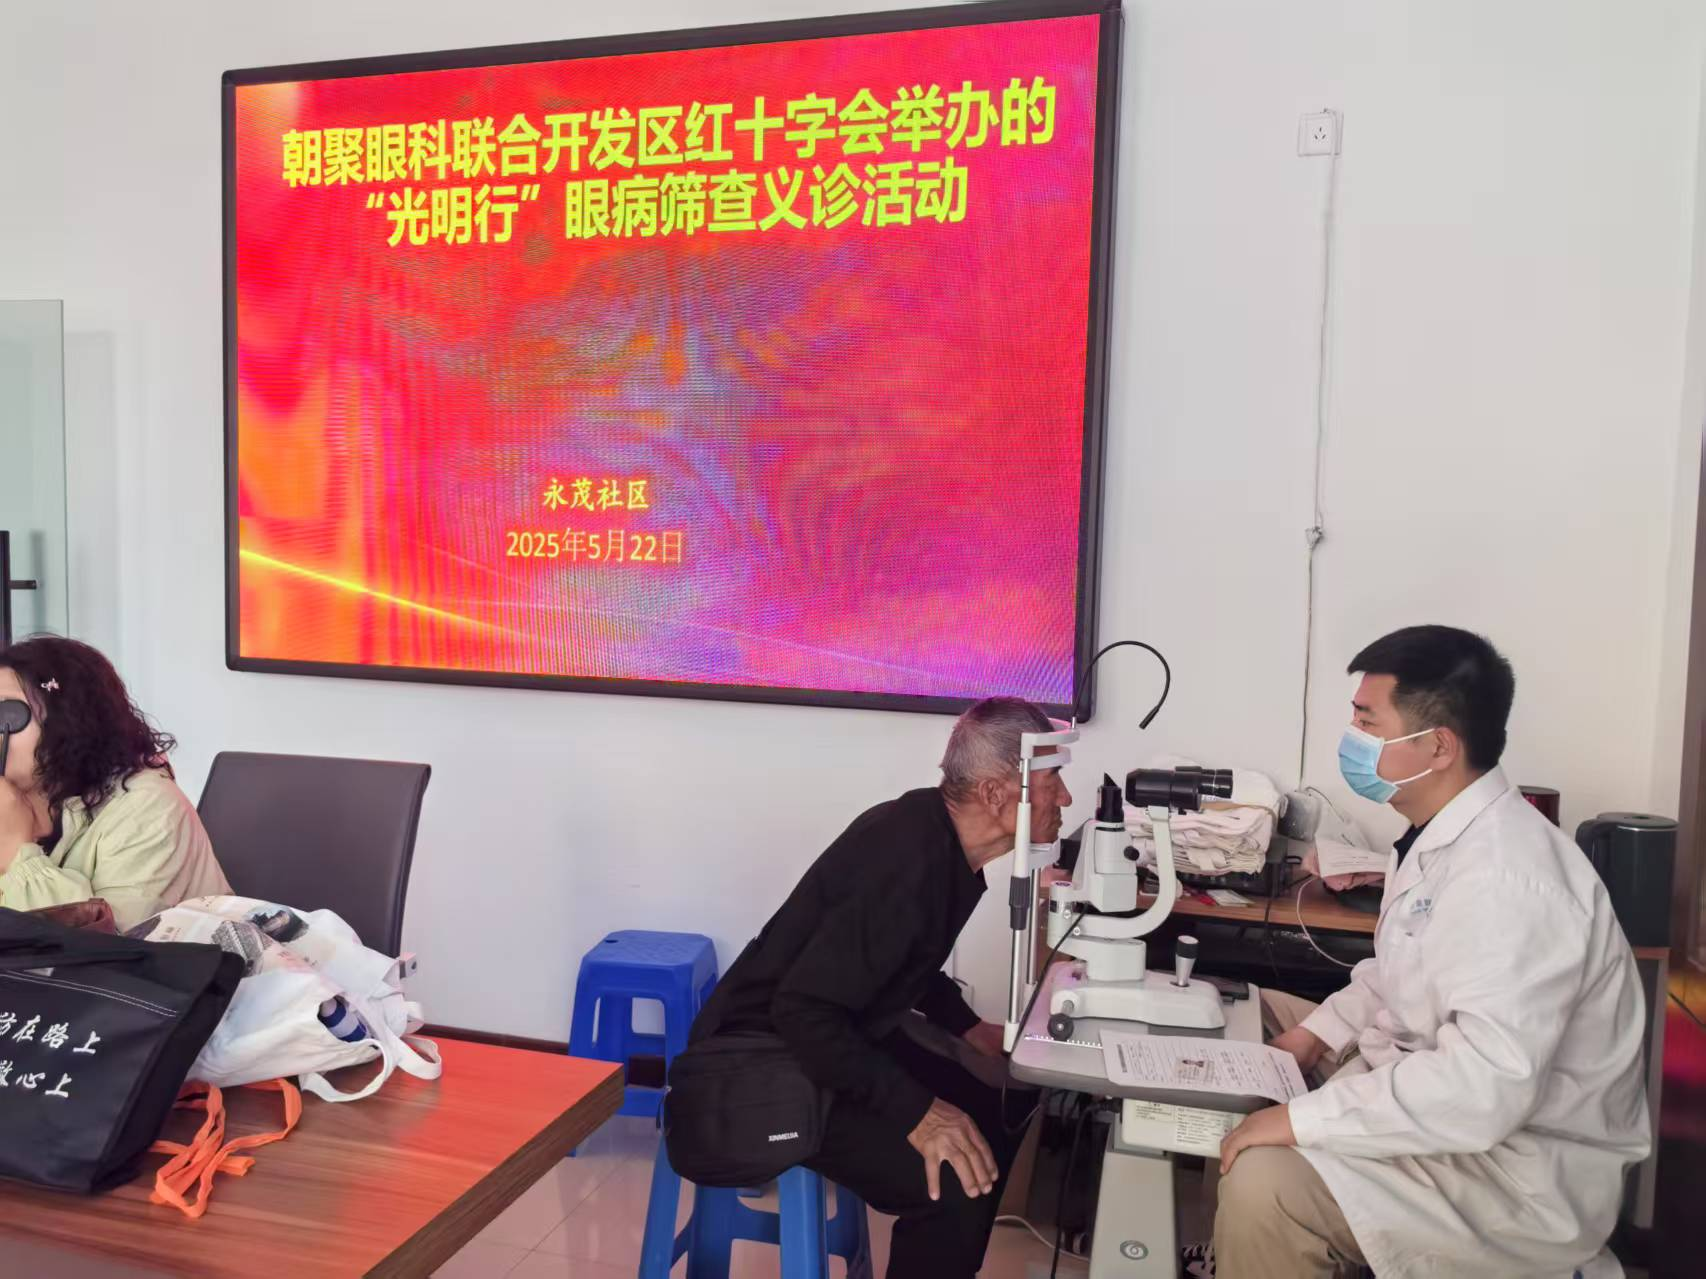 朝聚眼科联合开发区红十字会举办的
“光明行”眼病筛查义诊活动
永茂社区
2025年5月22日
在路上
心上
XINMEIJIA